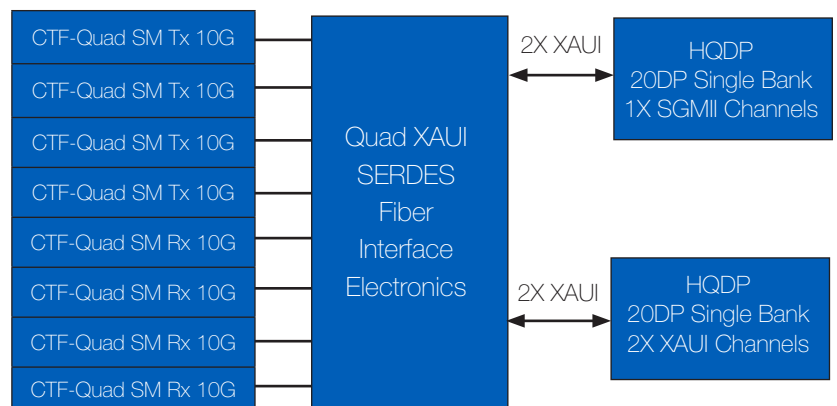 CTF-Quad SM Tx 10G
CTF-Quad SM Tx 10G
CTF-Quad SM Tx 10G
CTF-Quad SM Tx 10G
CTF-Quad SM Rx 10G
CTF-Quad SM Rx 10G
CTF-Quad SM Rx 10G
CTF-Quad SM Rx 10G
Quad XAUI
SERDES
Fiber
Interface
Electronics
2X XAUI
HQDP
20DP Single Bank
1X SGMII Channels
2X XAUI
HQDP
20DP Single Bank
2X XAUI Channels